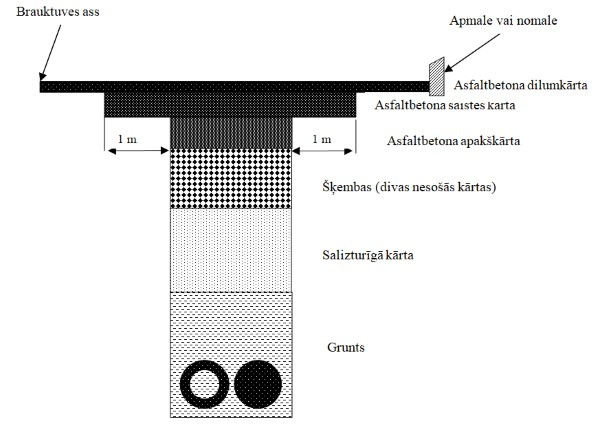 Brauktuves ass
Apmale vai nomale
Asfaltbetona dilumkārta
Asfaltbetona saistes kārta
1 m
1 m
Asfaltbetona apakškārta
Šķembas (divas nesošās kārtas)
Salizturīgā kārta
Grunts